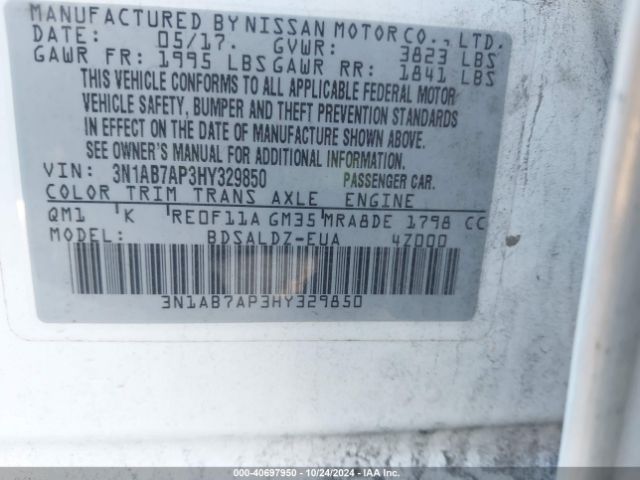 MANUFACTURED BY NISSAN MOTOR CO., LTD.
DATE: 05/17. GVWR: 3823 LBS
GAWR FR: 1995 LBS GAWR RR: 1841 LBS
THIS VEHICLE CONFORMS TO ALL APPLICABLE FEDERAL MOTOR
VEHICLE SAFETY, BUMPER AND THEFT PREVENTION STANDARDS
IN EFFECT ON THE DATE OF MANUFACTURE SHOWN ABOVE.
SEE OWNER'S MANUAL FOR ADDITIONAL INFORMATION.
VIN: 3N1AB7AP3HY329850 PASSENGER CAR.
COLOR TRIM TRANS AXLE ENGINE
QM1 K RE0F11A GM35 MRA8DE 1798 CC
MODEL: BDSALDZ-EUA 4Z000
3N1AB7AP3HY329850
000-40697950 - 10/24/2024 - IAABUYERS.COM